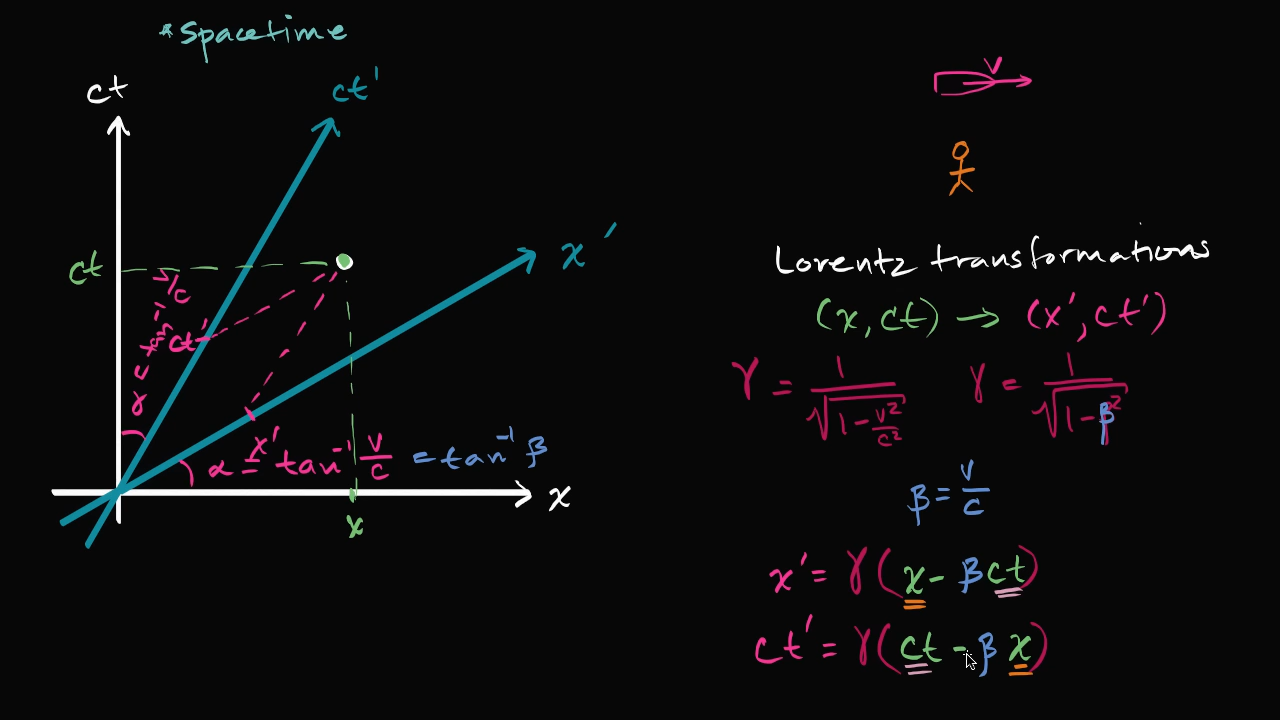 *Spacetime
ct
ct'
x'
ct
ct'
x'
α = tan⁻¹ v/c = tan⁻¹ β
x
x
v
Lorentz transformations
(x, ct) → (x', ct')
γ = 1/√(1 - v²/c²) γ = 1/√(1 - β²)
β = v/c
x' = γ(x - βct)
ct' = γ(ct - βx)